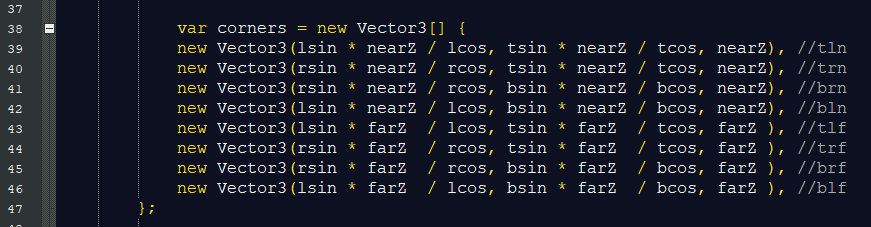 37
38 var corners = new Vector3[] {
39 new Vector3(lsin * nearZ / lcos, tsin * nearZ / tcos, nearZ), //tln
40 new Vector3(rsin * nearZ / rcos, tsin * nearZ / tcos, nearZ), //trn
41 new Vector3(rsin * nearZ / rcos, bsin * nearZ / bcos, nearZ), //brn
42 new Vector3(lsin * nearZ / lcos, bsin * nearZ / bcos, nearZ), //bln
43 new Vector3(lsin * farZ  / lcos, tsin * farZ  / tcos, farZ ), //tlf
44 new Vector3(rsin * farZ  / rcos, tsin * farZ  / tcos, farZ ), //trf
45 new Vector3(rsin * farZ  / rcos, bsin * farZ  / bcos, farZ ), //brf
46 new Vector3(lsin * farZ  / lcos, bsin * farZ  / bcos, farZ ), //blf
47 };